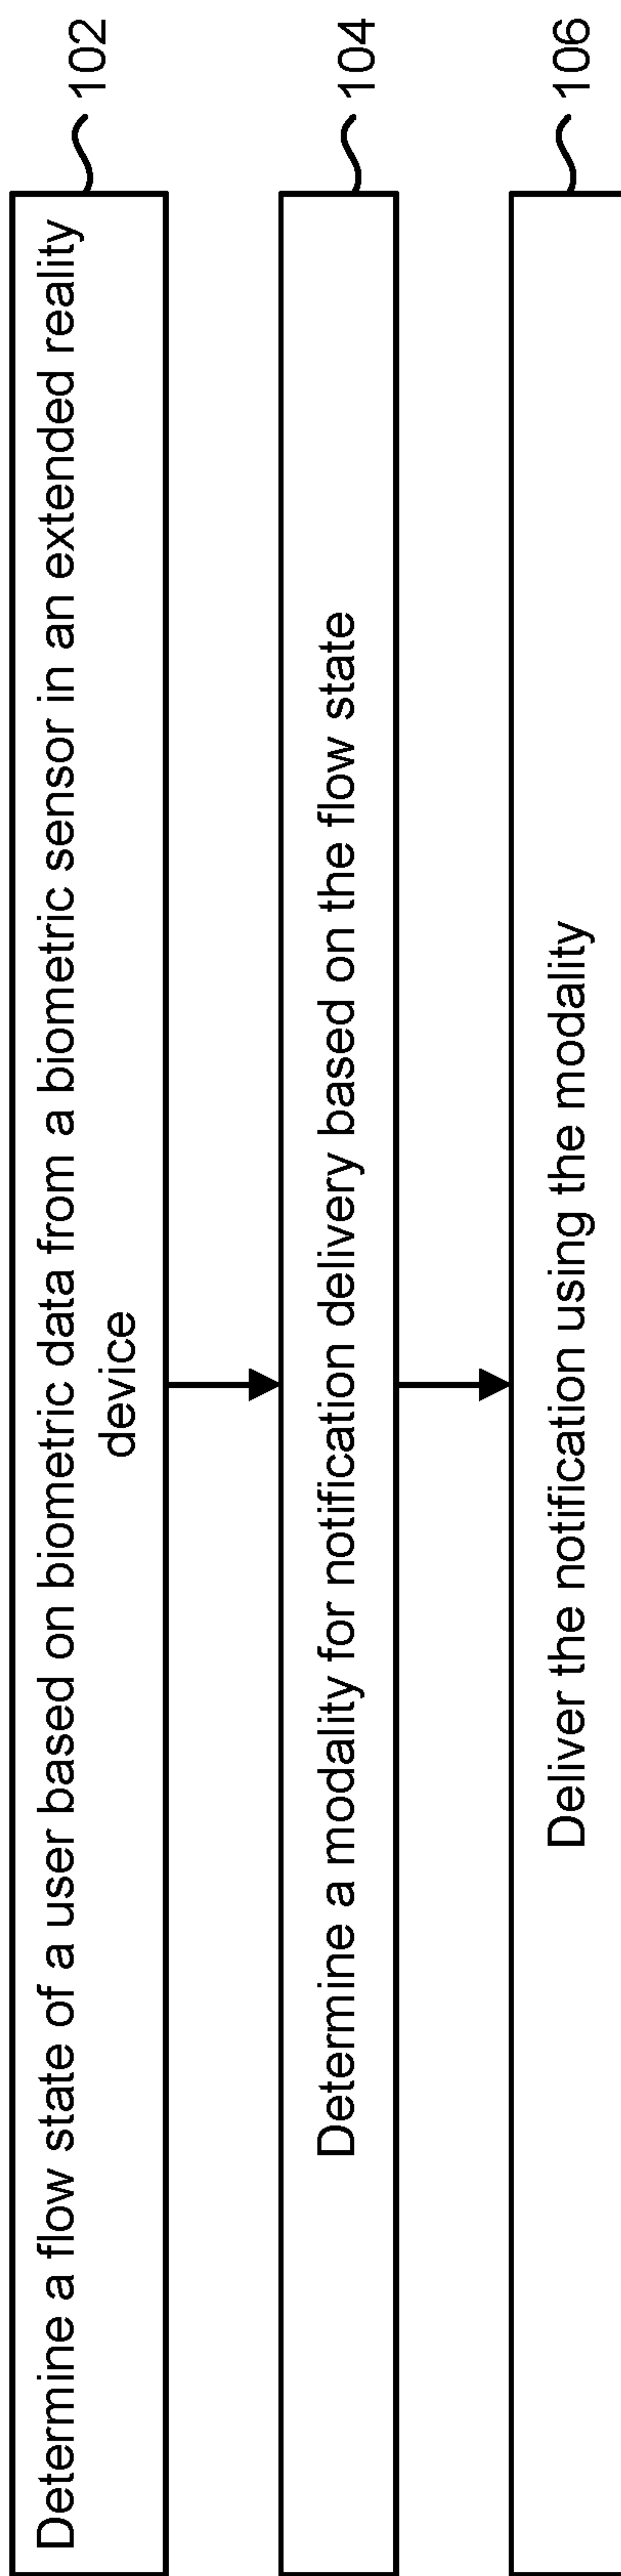 Determine a flow state of a user based on biometric data from a biometric sensor in an extended reality
device
102
Determine a modality for notification delivery based on the flow state
104
Deliver the notification using the modality
106